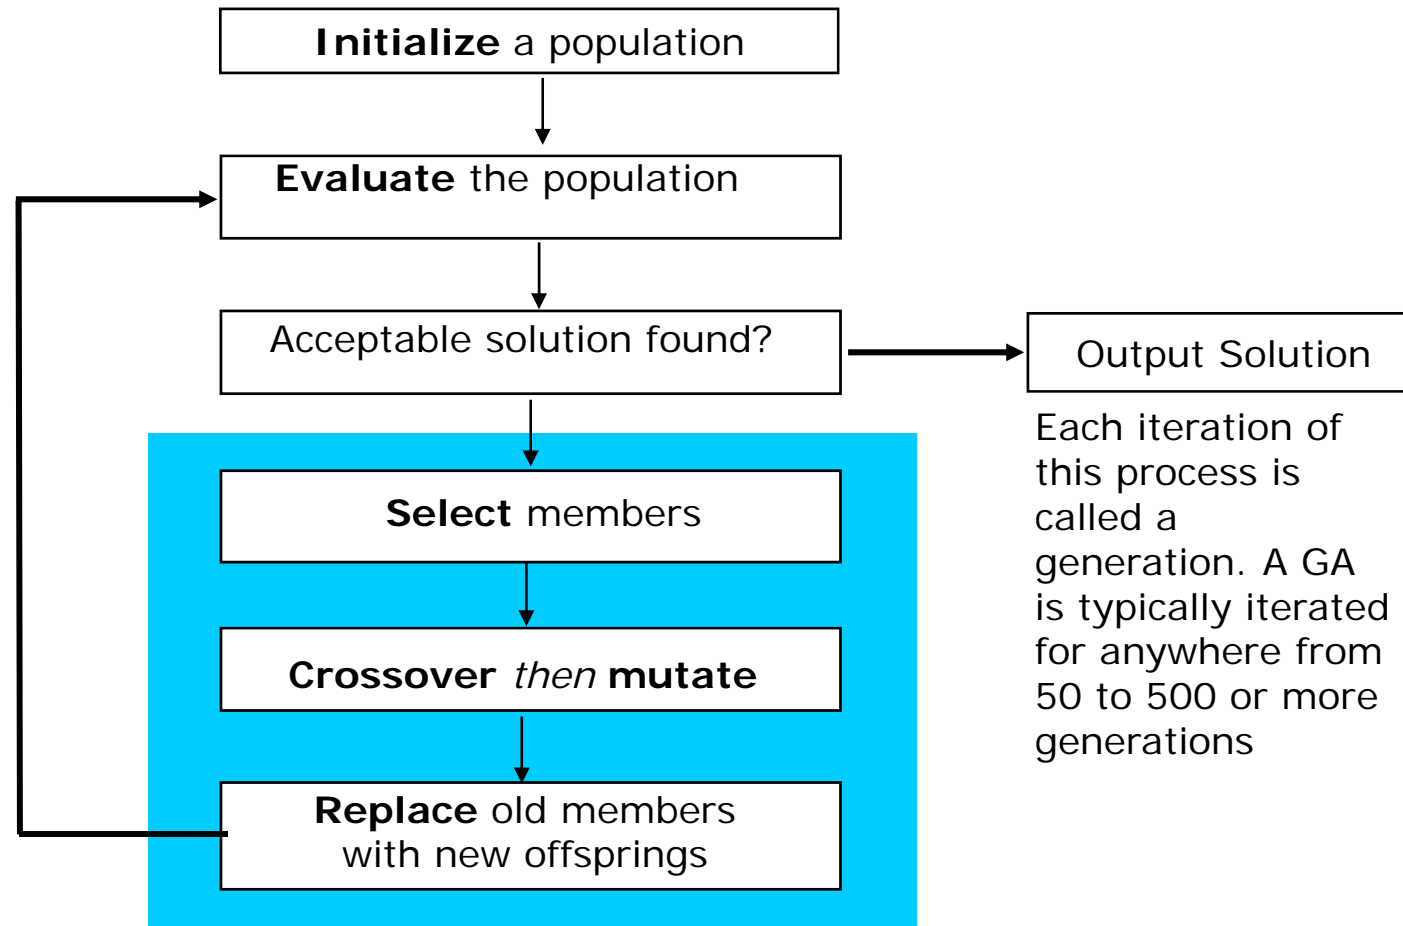 Initialize a population
Evaluate the population
Acceptable solution found?
Output Solution
Select members
Crossover then mutate
Replace old members
with new offsprings
Each iteration of
this process is
called a
generation. A GA
is typically iterated
for anywhere from
50 to 500 or more
generations